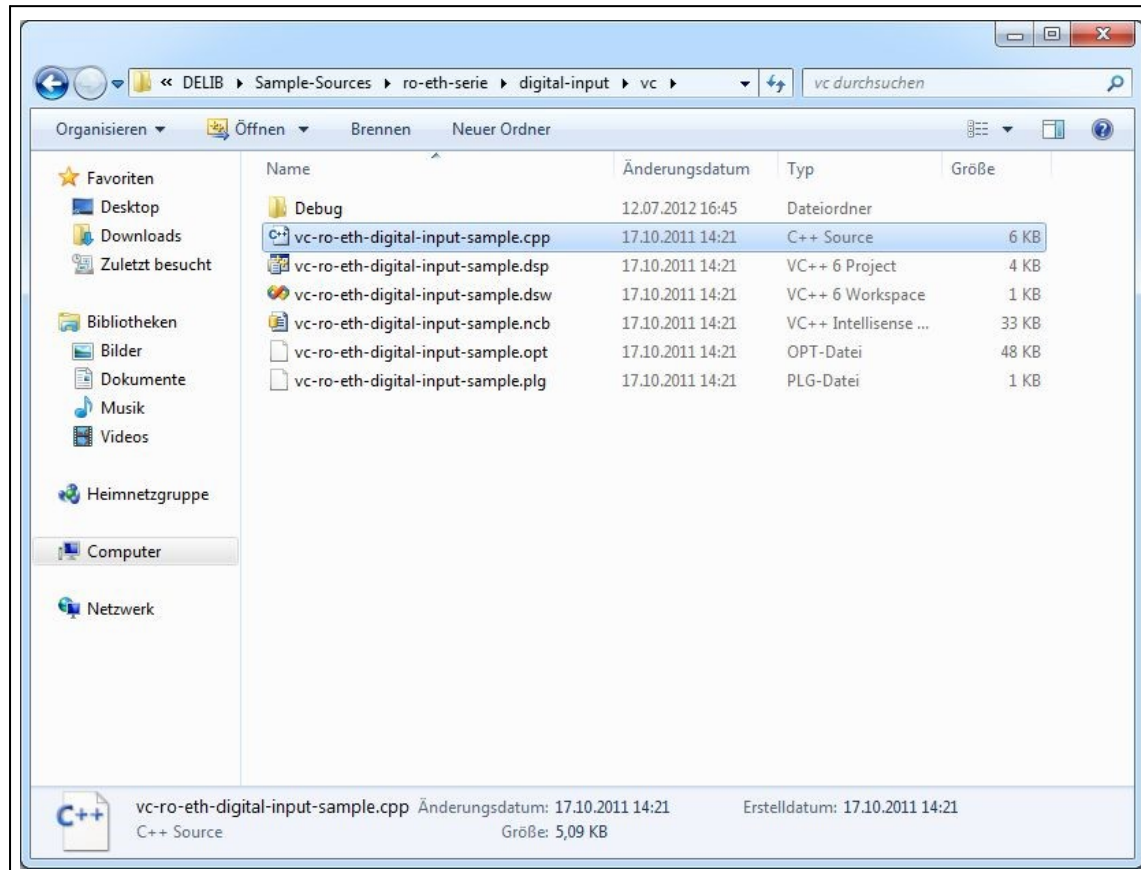 « DELIB Sample-Sources ro-eth-serie digital-input vc vc durchsuchen
Organisieren Öffnen Brennen Neuer Ordner
Favoriten
Desktop
Downloads
Zuletzt besucht
Bibliotheken
Bilder
Dokumente
Musik
Videos
Heimnetzgruppe
Computer
Netzwerk
Name Änderungsdatum Typ Größe
Debug 12.07.2012 16:45 Dateiordner
vc-ro-eth-digital-input-sample.cpp 17.10.2011 14:21 C++ Source 6 KB
vc-ro-eth-digital-input-sample.dsp 17.10.2011 14:21 VC++ 6 Project 4 KB
vc-ro-eth-digital-input-sample.dsw 17.10.2011 14:21 VC++ 6 Workspace 1 KB
vc-ro-eth-digital-input-sample.ncb 17.10.2011 14:21 VC++ Intellisense ... 33 KB
vc-ro-eth-digital-input-sample.opt 17.10.2011 14:21 OPT-Datei 48 KB
vc-ro-eth-digital-input-sample.plg 17.10.2011 14:21 PLG-Datei 1 KB
C++
vc-ro-eth-digital-input-sample.cpp Änderungsdatum: 17.10.2011 14:21 Erstelldatum: 17.10.2011 14:21
C++ Source Größe: 5,09 KB